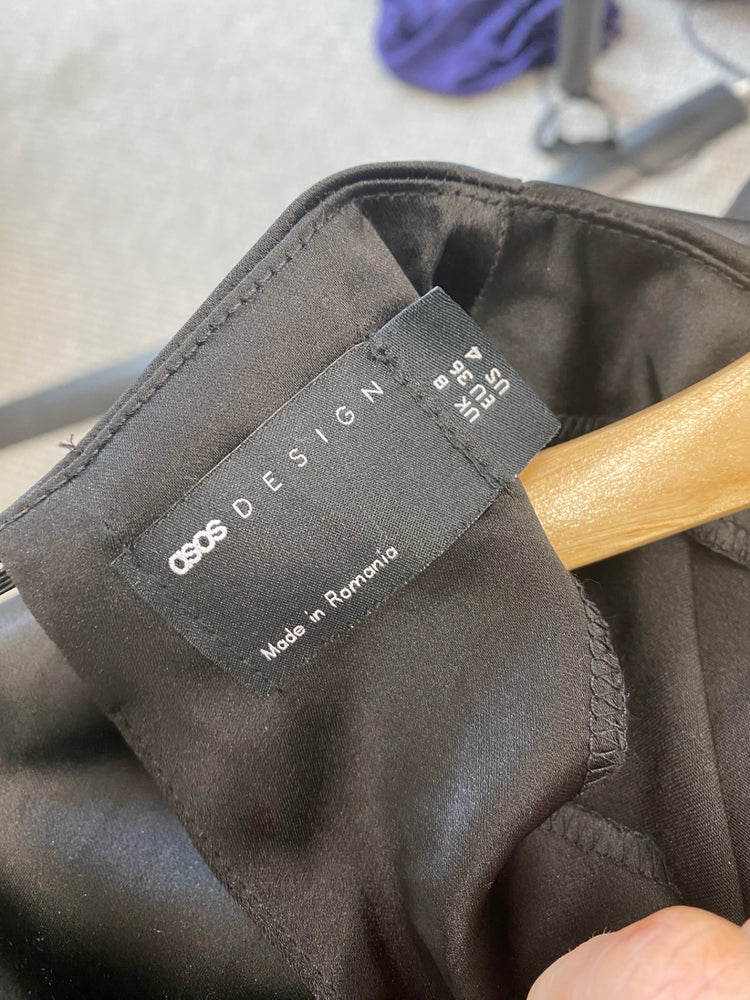 asos DESIGN
Made in Romania
UK 8
EU 36
US 4